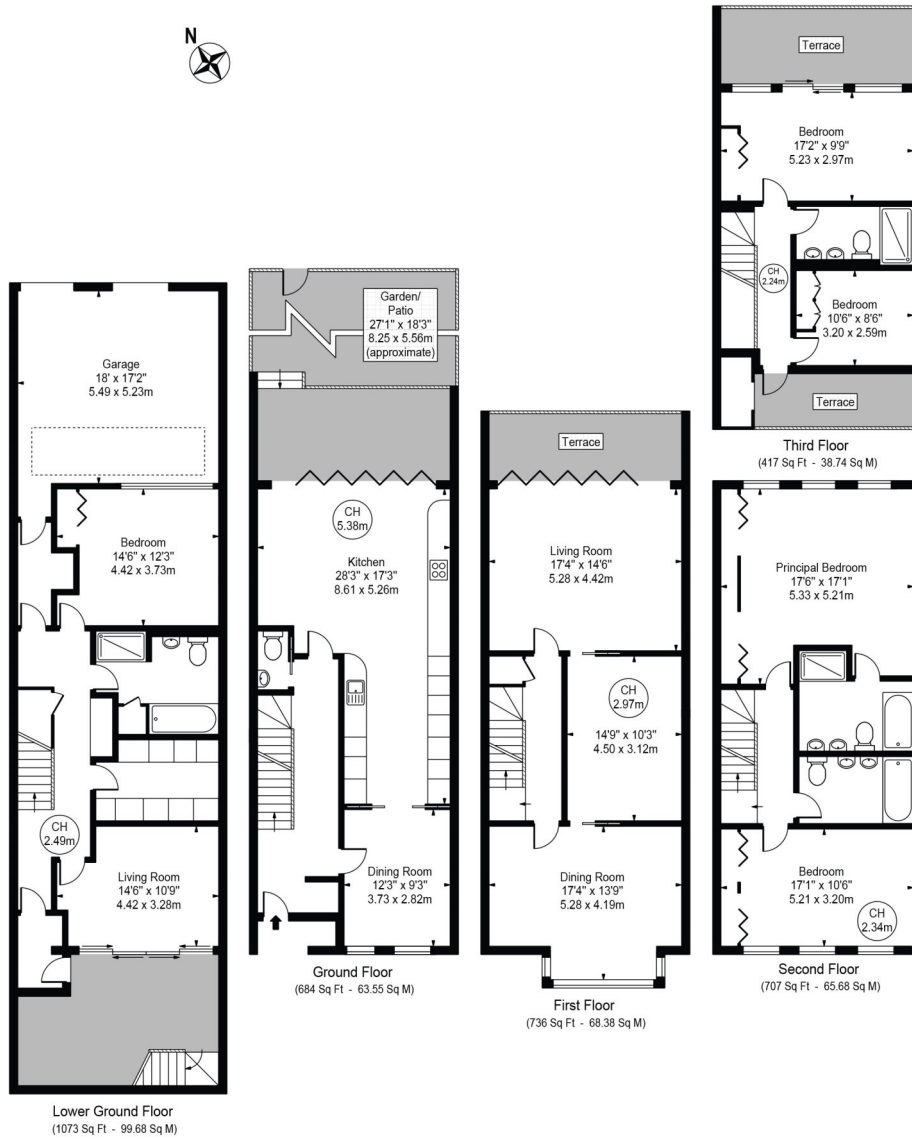 N
Garage
18' x 17'2"
5.49 x 5.23m
Bedroom
14'6" x 12'3"
4.42 x 3.73m
CH
2.49m
Living Room
14'6" x 10'9"
4.42 x 3.28m
Lower Ground Floor
(1073 Sq Ft - 99.68 Sq M)
Garden/
Patio
27'1" x 18'3"
8.25 x 5.56m
(approximate)
CH
5.38m
Kitchen
28'3" x 17'3"
8.61 x 5.26m
Dining Room
12'3" x 9'3"
3.73 x 2.82m
Ground Floor
(684 Sq Ft - 63.55 Sq M)
Terrace
Living Room
17'4" x 14'6"
5.28 x 4.42m
CH
2.97m
14'9" x 10'3"
4.50 x 3.12m
Dining Room
17'4" x 13'9"
5.28 x 4.19m
First Floor
(736 Sq Ft - 68.38 Sq M)
Terrace
Bedroom
17'2" x 9'9"
5.23 x 2.97m
CH
2.24m
Bedroom
10'6" x 8'6"
3.20 x 2.59m
Terrace
Third Floor
(417 Sq Ft - 38.74 Sq M)
Principal Bedroom
17'6" x 17'1"
5.33 x 5.21m
Bedroom
17'1" x 10'6"
5.21 x 3.20m
CH
2.34m
Second Floor
(707 Sq Ft - 65.68 Sq M)